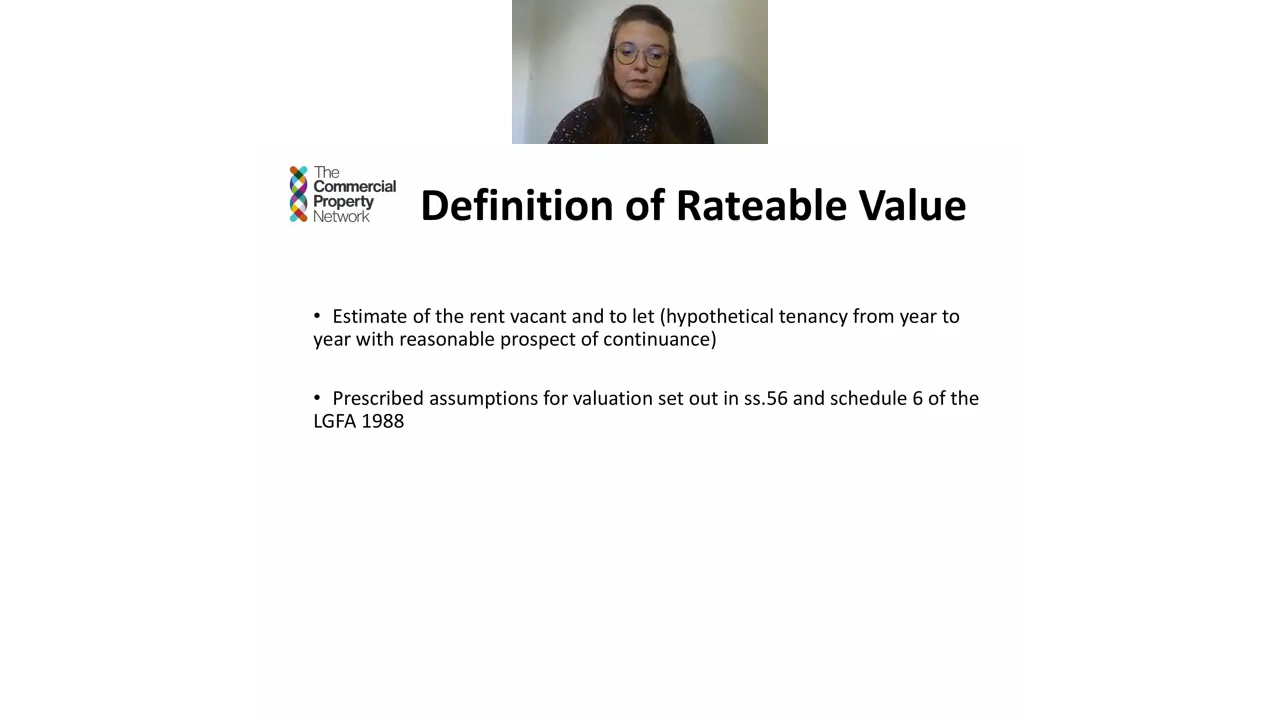 The
Commercial
Property
Network
Definition of Rateable Value
• Estimate of the rent vacant and to let (hypothetical tenancy from year to
year with reasonable prospect of continuance)
• Prescribed assumptions for valuation set out in ss.56 and schedule 6 of the
LGFA 1988